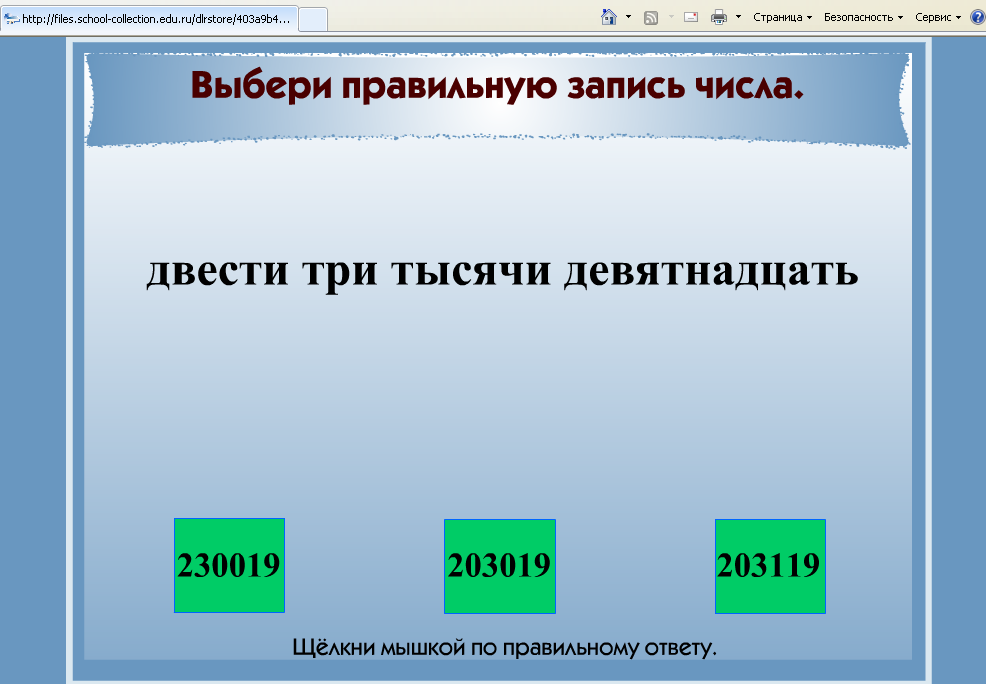 http://files.school-collection.edu.ru/dlrstore/403a9b4...
Страница Безопасность Сервис
Выбери правильную запись числа.
двести три тысячи девятнадцать
230019 203019 203119
Щёлкни мышкой по правильному ответу.